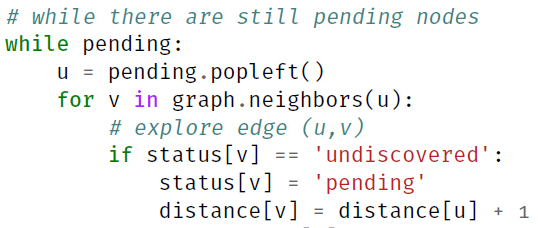 # while there are still pending nodes
while pending:
    u = pending.popleft()
    for v in graph.neighbors(u):
        # explore edge (u,v)
        if status[v] == 'undiscovered':
            status[v] = 'pending'
            distance[v] = distance[u] + 1